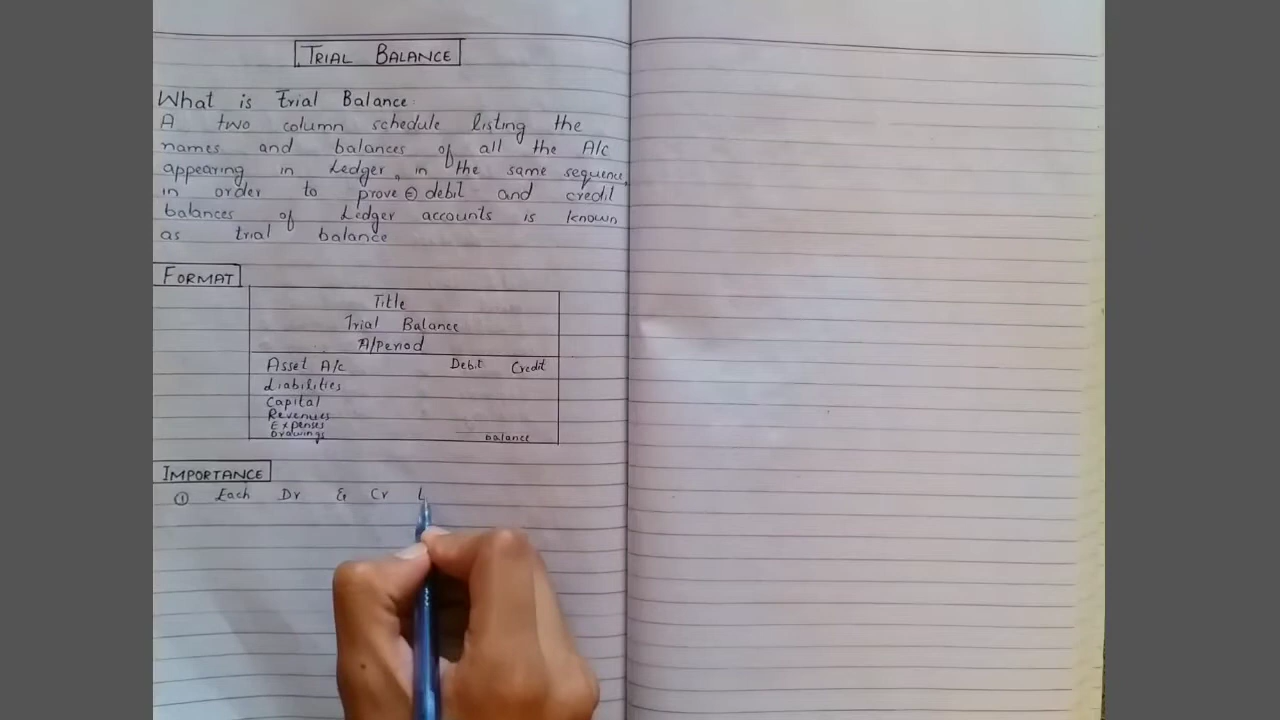 TRIAL BALANCE
What is trial Balance.
A two column schedule listing the
names and balances of all the A/c
appearing in Ledger, in the same sequence,
in order to prove (=) debit and credit
balances of Ledger accounts is known
as trial balance
FORMAT
Title
Trial Balance
A/period
Asset A/c Debit Credit
Liabilities
Capital
Revenues
Expenses
Drawings balance
IMPORTANCE
① Each Dr & Cr L